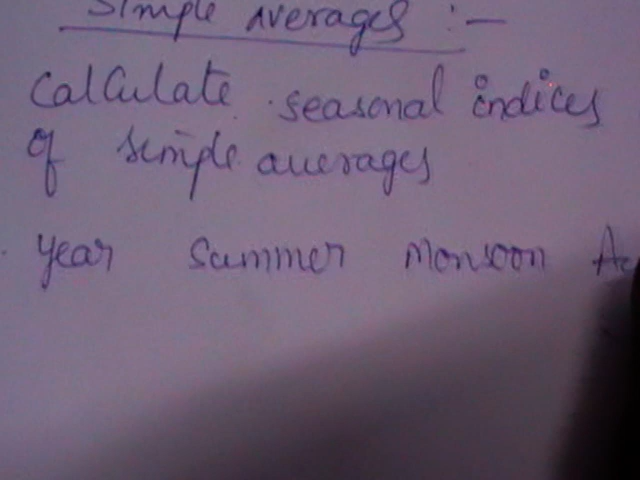 Simple Averages :-
Calculate seasonal indices
of simple averages
year summer monsoon